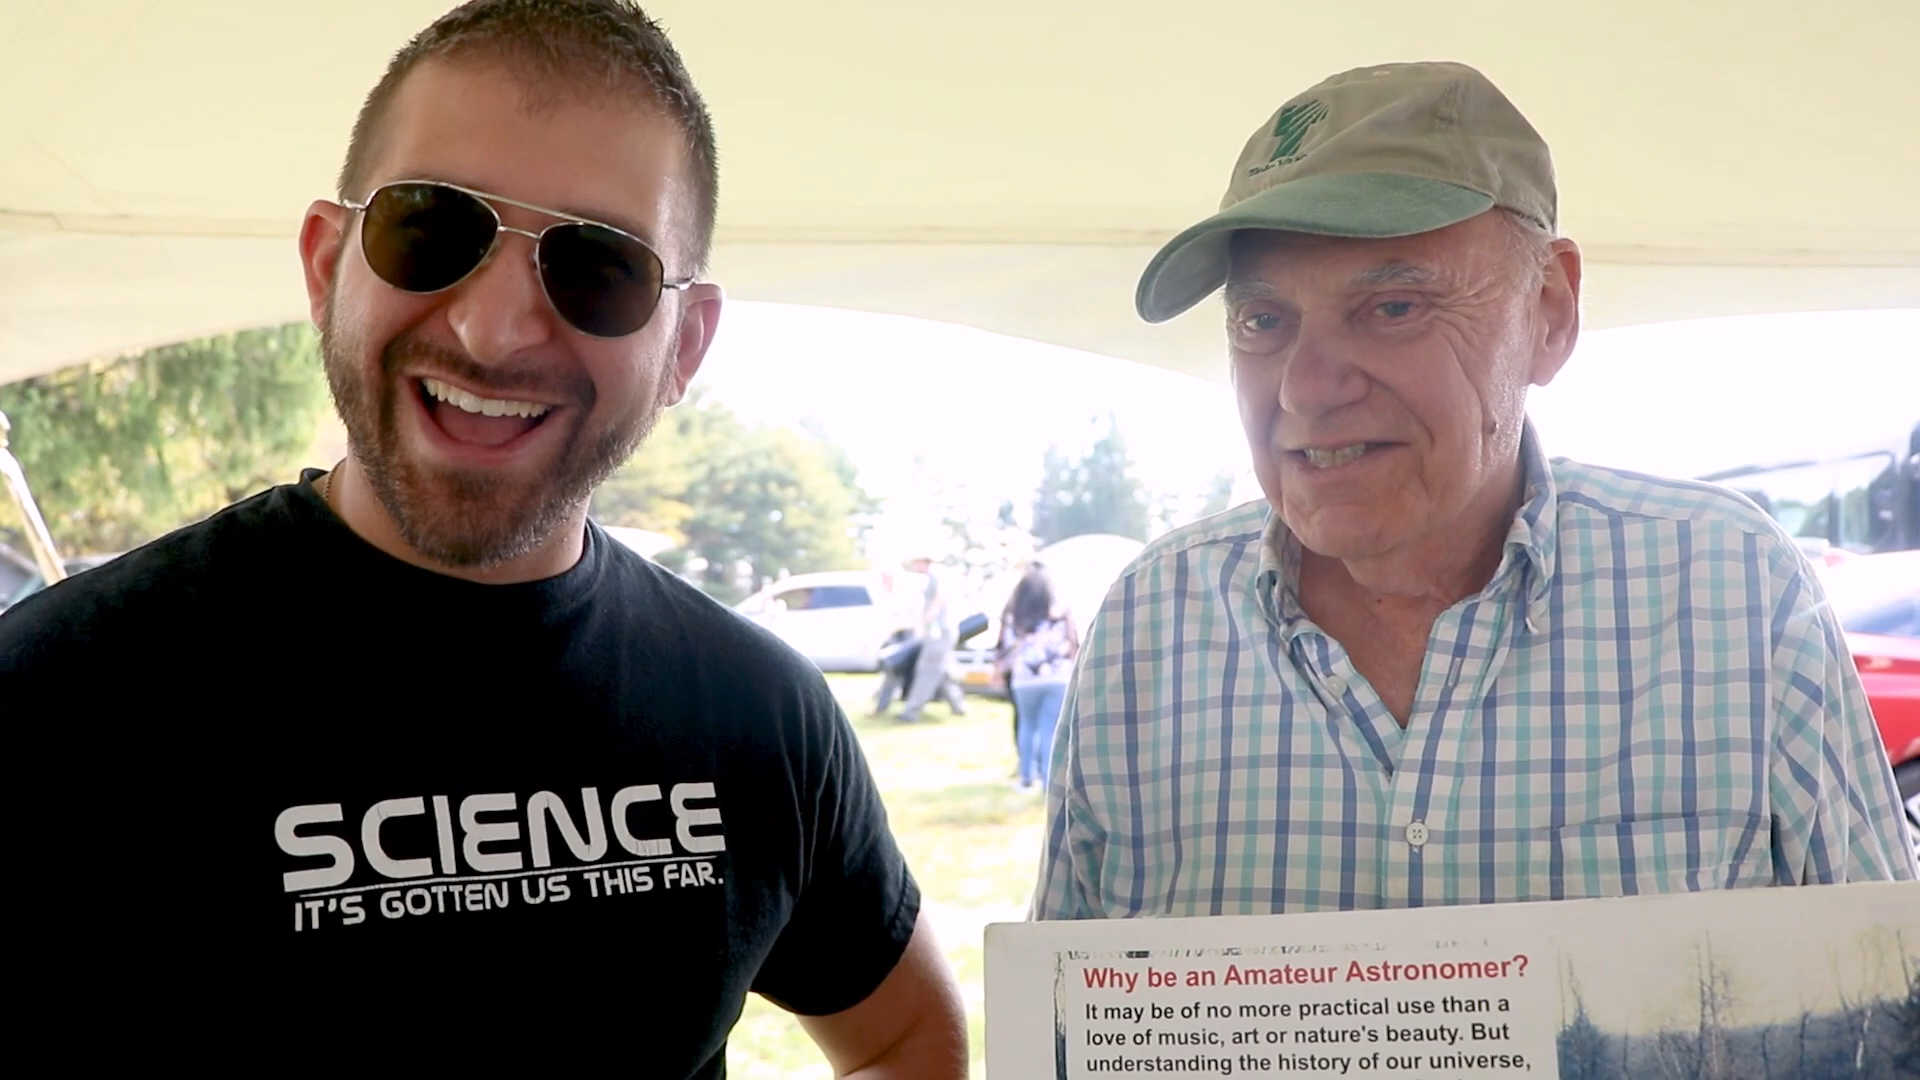 SCIENCE
IT'S GOTTEN US THIS FAR.
Why be an Amateur Astronomer?
It may be of no more practical use than a
love of music, art or nature's beauty. But
understanding the history of our universe,